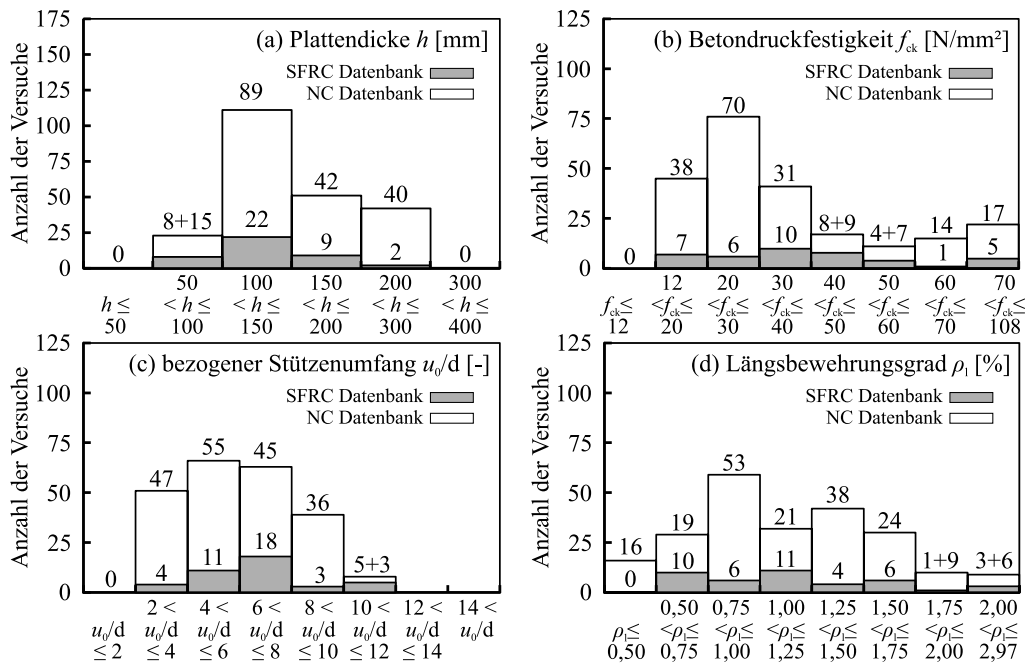 (a) Plattendicke h [mm]
SFRC Datenbank
NC Datenbank
Anzahl der Versuche
175
150
125
100
75
50
25
0
0
8+15
89
22
42
9
40
2
0
h ≤ 50
50 < h ≤ 100
100 < h ≤ 150
150 < h ≤ 200
200 < h ≤ 300
300 < h ≤ 400
(b) Betondruckfestigkeit fck [N/mm²]
SFRC Datenbank
NC Datenbank
Anzahl der Versuche
125
100
75
50
25
0
0
38
7
70
6
31
10
8+9
4+7
14
1
17
5
fck≤ 12
12 <fck≤ 20
20 <fck≤ 30
30 <fck≤ 40
40 <fck≤ 50
50 <fck≤ 60
60 <fck≤ 70
70 <fck≤ 108
(c) bezogener Stützenumfang u0/d [-]
SFRC Datenbank
NC Datenbank
Anzahl der Versuche
125
100
75
50
25
0
0
47
4
55
11
45
18
36
3
5+3
u0/d ≤ 2
2 < u0/d ≤ 4
4 < u0/d ≤ 6
6 < u0/d ≤ 8
8 < u0/d ≤ 10
10 < u0/d ≤ 12
12 < u0/d ≤ 14
14 < u0/d
(d) Längsbewehrungsgrad ρl [%]
SFRC Datenbank
NC Datenbank
Anzahl der Versuche
125
100
75
50
25
0
16
0
19
10
53
6
21
11
38
4
24
6
1+9
3+6
ρl≤ 0,50
0,50 <ρl≤ 0,75
0,75 <ρl≤ 1,00
1,00 <ρl≤ 1,25
1,25 <ρl≤ 1,50
1,50 <ρl≤ 1,75
1,75 <ρl≤ 2,00
2,00 <ρl≤ 2,97